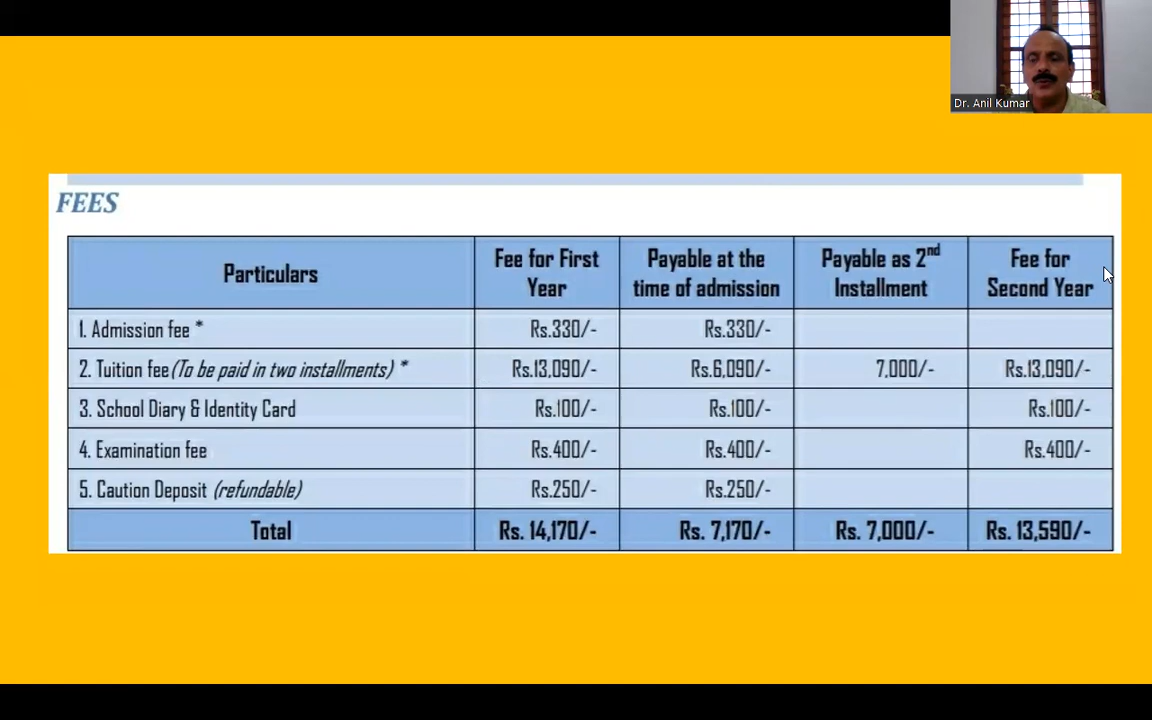 Dr. Anil Kumar
FEES
Particulars
Fee for First
Year
Payable at the
time of admission
Payable as 2nd
Installment
Fee for
Second Year
1. Admission fee * Rs.330/- Rs.330/-
2. Tuition fee(To be paid in two installments) * Rs.13,090/- Rs.6,090/- 7,000/- Rs.13,090/-
3. School Diary & Identity Card Rs.100/- Rs.100/- Rs.100/-
4. Examination fee Rs.400/- Rs.400/- Rs.400/-
5. Caution Deposit (refundable) Rs.250/- Rs.250/-
Total Rs. 14,170/- Rs. 7,170/- Rs. 7,000/- Rs. 13,590/-